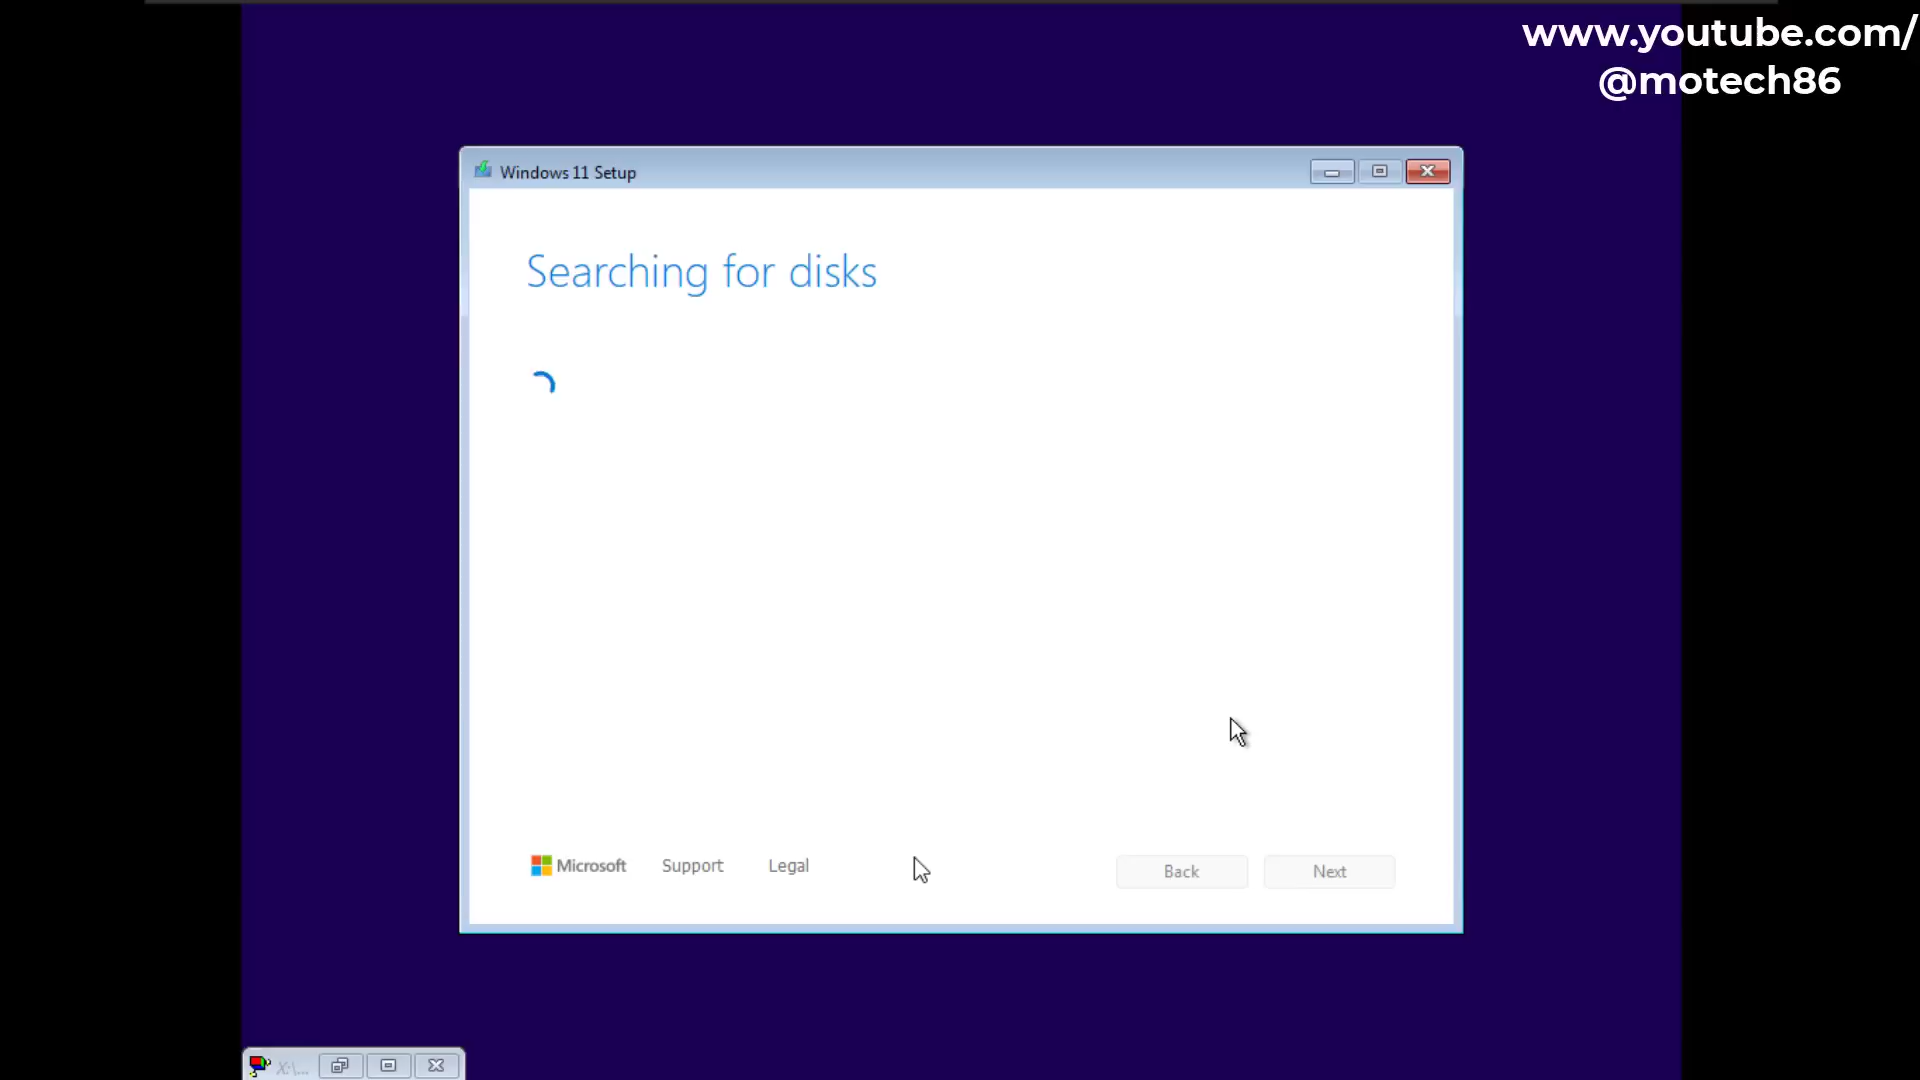 www.youtube.com/
@motech86
Windows 11 Setup
Searching for disks
Microsoft Support Legal Back Next
X:\...